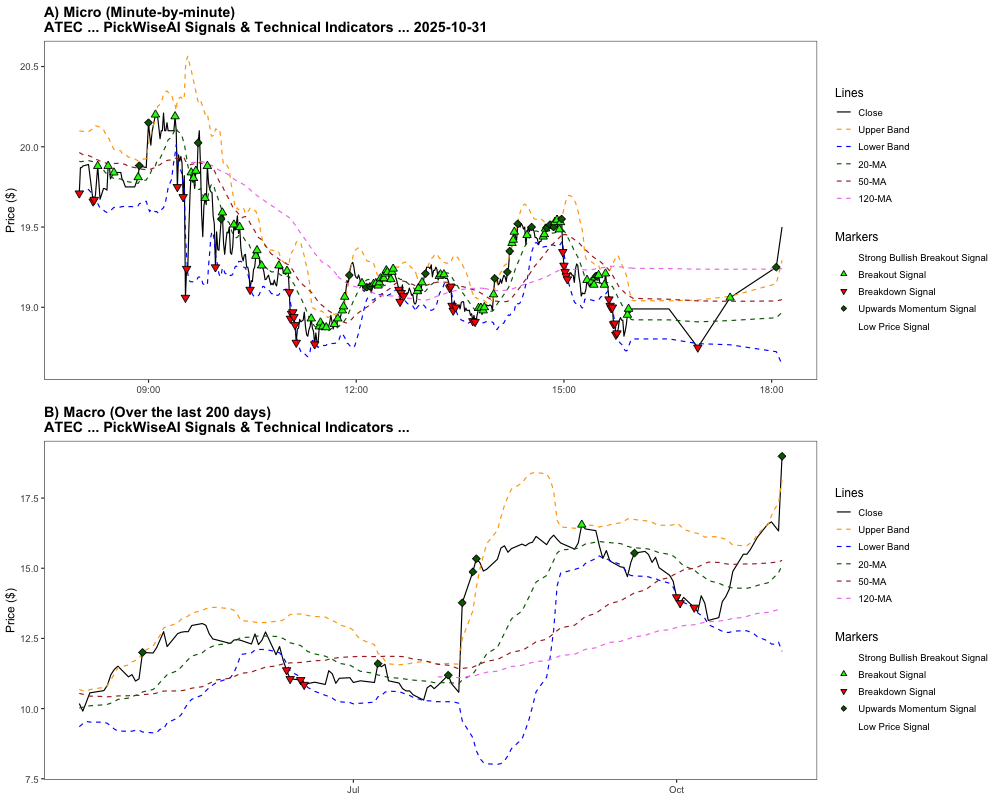 A) Micro (Minute-by-minute)
ATEC ... PickWiseAI Signals & Technical Indicators ... 2025-10-31
Price ($)
20.5
20.0
19.5
19.0
09:00
12:00
15:00
18:00
Lines
Close
Upper Band
Lower Band
20-MA
50-MA
120-MA
Markers
Strong Bullish Breakout Signal
Breakout Signal
Breakdown Signal
Upwards Momentum Signal
Low Price Signal
B) Macro (Over the last 200 days)
ATEC ... PickWiseAI Signals & Technical Indicators ...
Price ($)
17.5
15.0
12.5
10.0
7.5
Jul
Oct
Lines
Close
Upper Band
Lower Band
20-MA
50-MA
120-MA
Markers
Strong Bullish Breakout Signal
Breakout Signal
Breakdown Signal
Upwards Momentum Signal
Low Price Signal